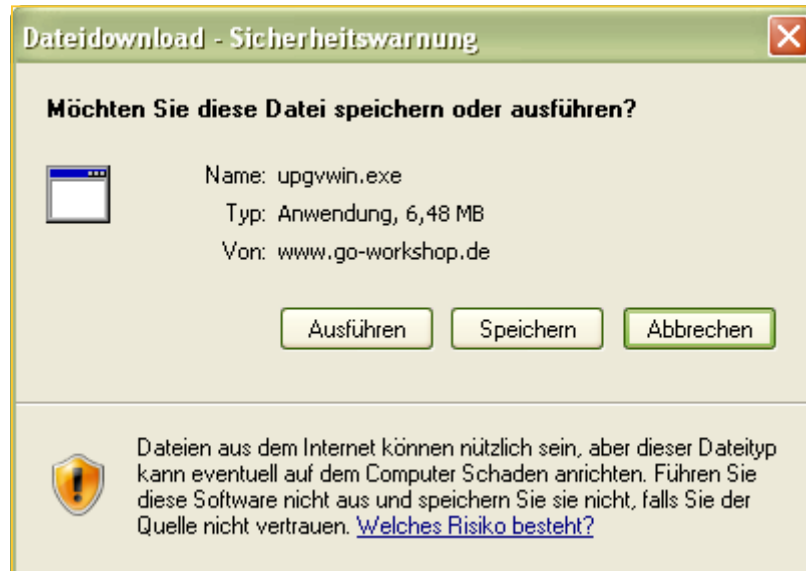 Dateidownload - Sicherheitswarnung
Möchten Sie diese Datei speichern oder ausführen?
Name: upgvwin.exe
Typ: Anwendung, 6,48 MB
Von: www.go-workshop.de
Ausführen Speichern Abbrechen
Dateien aus dem Internet können nützlich sein, aber dieser Dateityp
kann eventuell auf dem Computer Schaden anrichten. Führen Sie
diese Software nicht aus und speichern Sie sie nicht, falls Sie der
Quelle nicht vertrauen. Welches Risiko besteht?